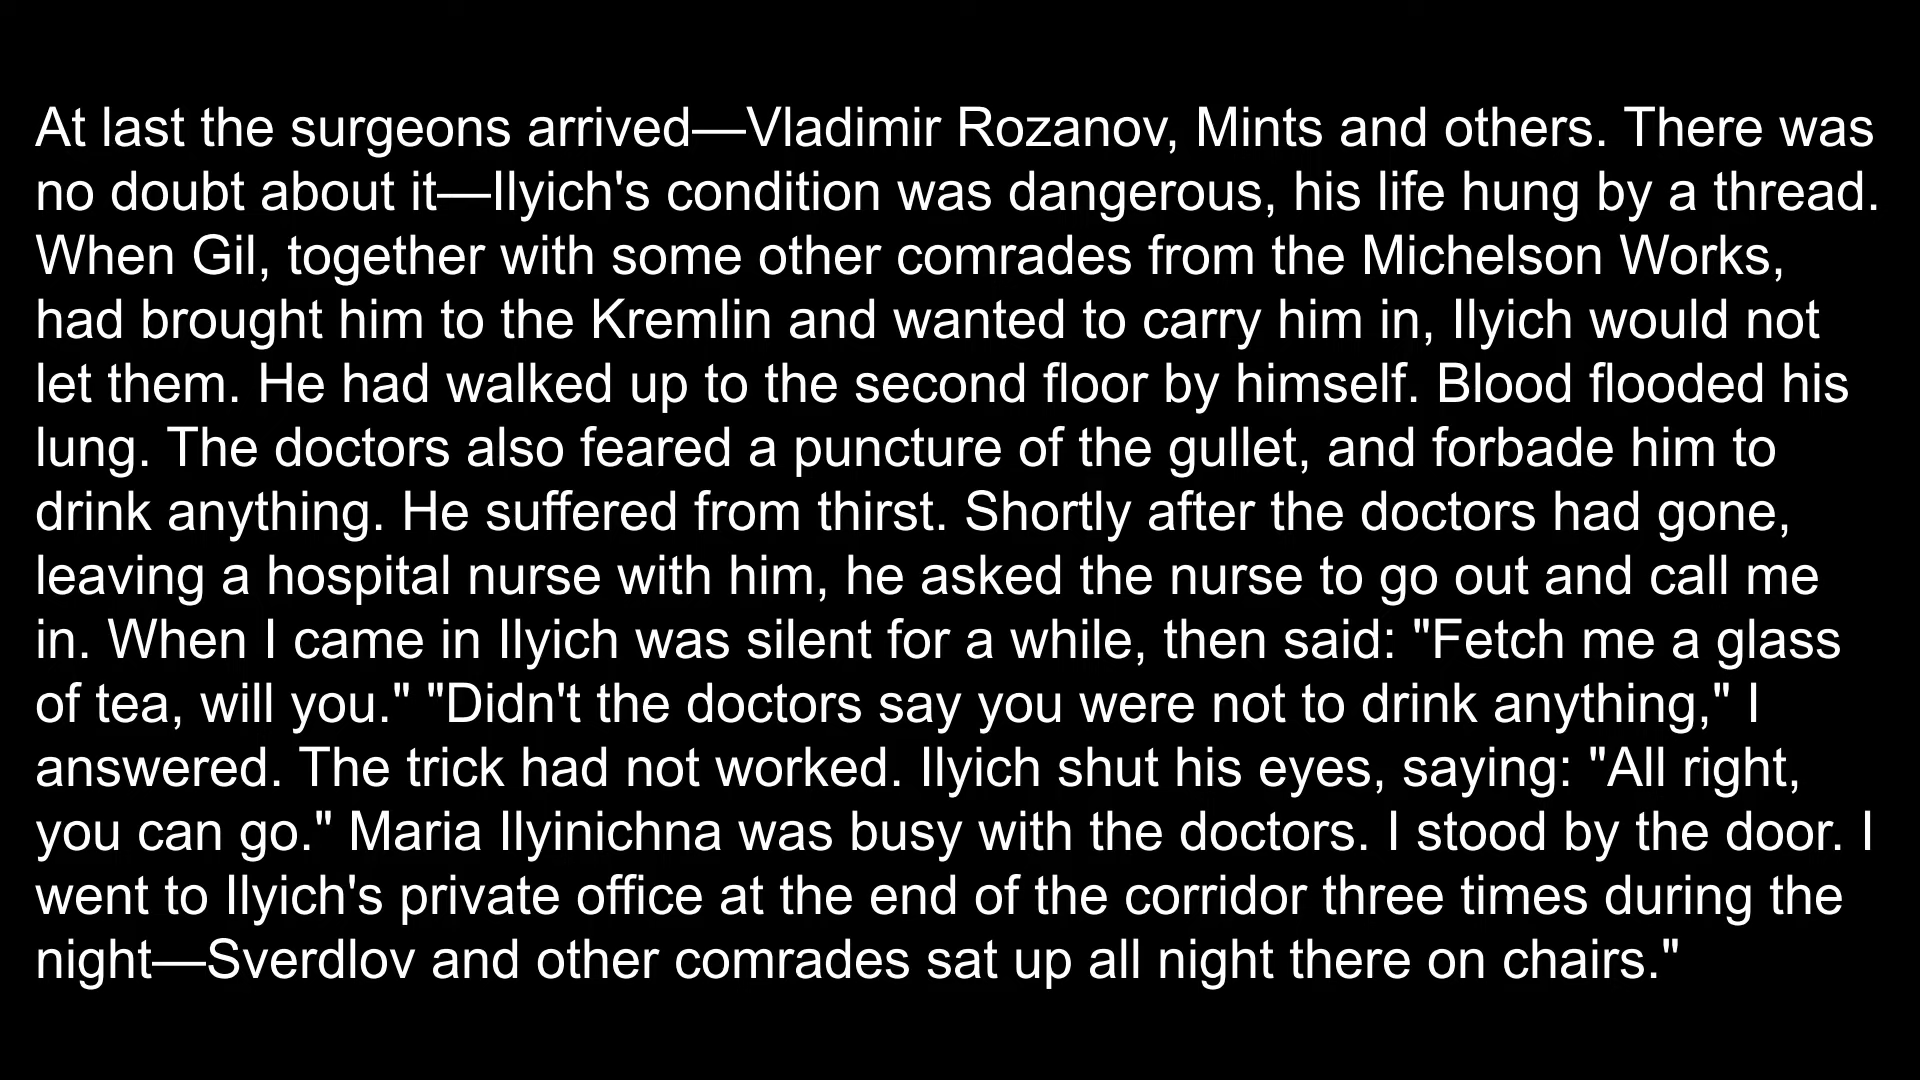 At last the surgeons arrived—Vladimir Rozanov, Mints and others. There was
no doubt about it—Ilyich's condition was dangerous, his life hung by a thread.
When Gil, together with some other comrades from the Michelson Works,
had brought him to the Kremlin and wanted to carry him in, Ilyich would not
let them. He had walked up to the second floor by himself. Blood flooded his
lung. The doctors also feared a puncture of the gullet, and forbade him to
drink anything. He suffered from thirst. Shortly after the doctors had gone,
leaving a hospital nurse with him, he asked the nurse to go out and call me
in. When I came in Ilyich was silent for a while, then said: "Fetch me a glass
of tea, will you." "Didn't the doctors say you were not to drink anything," I
answered. The trick had not worked. Ilyich shut his eyes, saying: "All right,
you can go." Maria Ilyinichna was busy with the doctors. I stood by the door. I
went to Ilyich's private office at the end of the corridor three times during the
night—Sverdlov and other comrades sat up all night there on chairs."